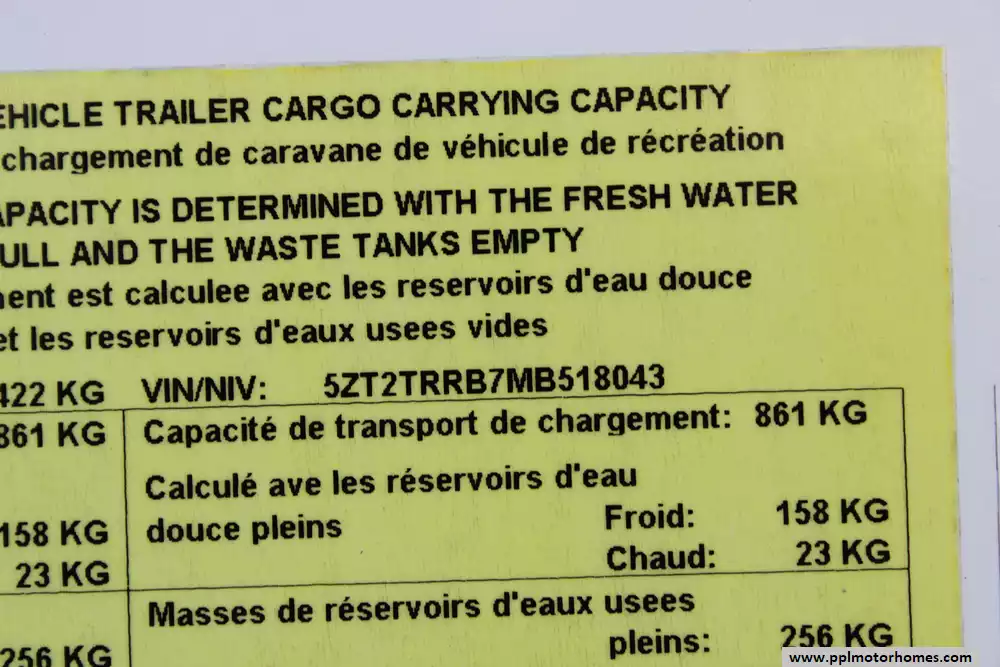 VEHICLE TRAILER CARGO CARRYING CAPACITY
chargement de caravane de véhicule de récréation
CAPACITY IS DETERMINED WITH THE FRESH WATER
FULL AND THE WASTE TANKS EMPTY
ment est calculee avec les reservoirs d'eau douce
et les reservoirs d'eaux usees vides
422 KG VIN/NIV: 5ZT2TRRB7MB518043
861 KG Capacité de transport de chargement: 861 KG
Calculé ave les réservoirs d'eau
158 KG douce pleins Froid: 158 KG
23 KG Chaud: 23 KG
Masses de réservoirs d'eaux usees
256 KG pleins: 256 KG
www.pplmotorhomes.com